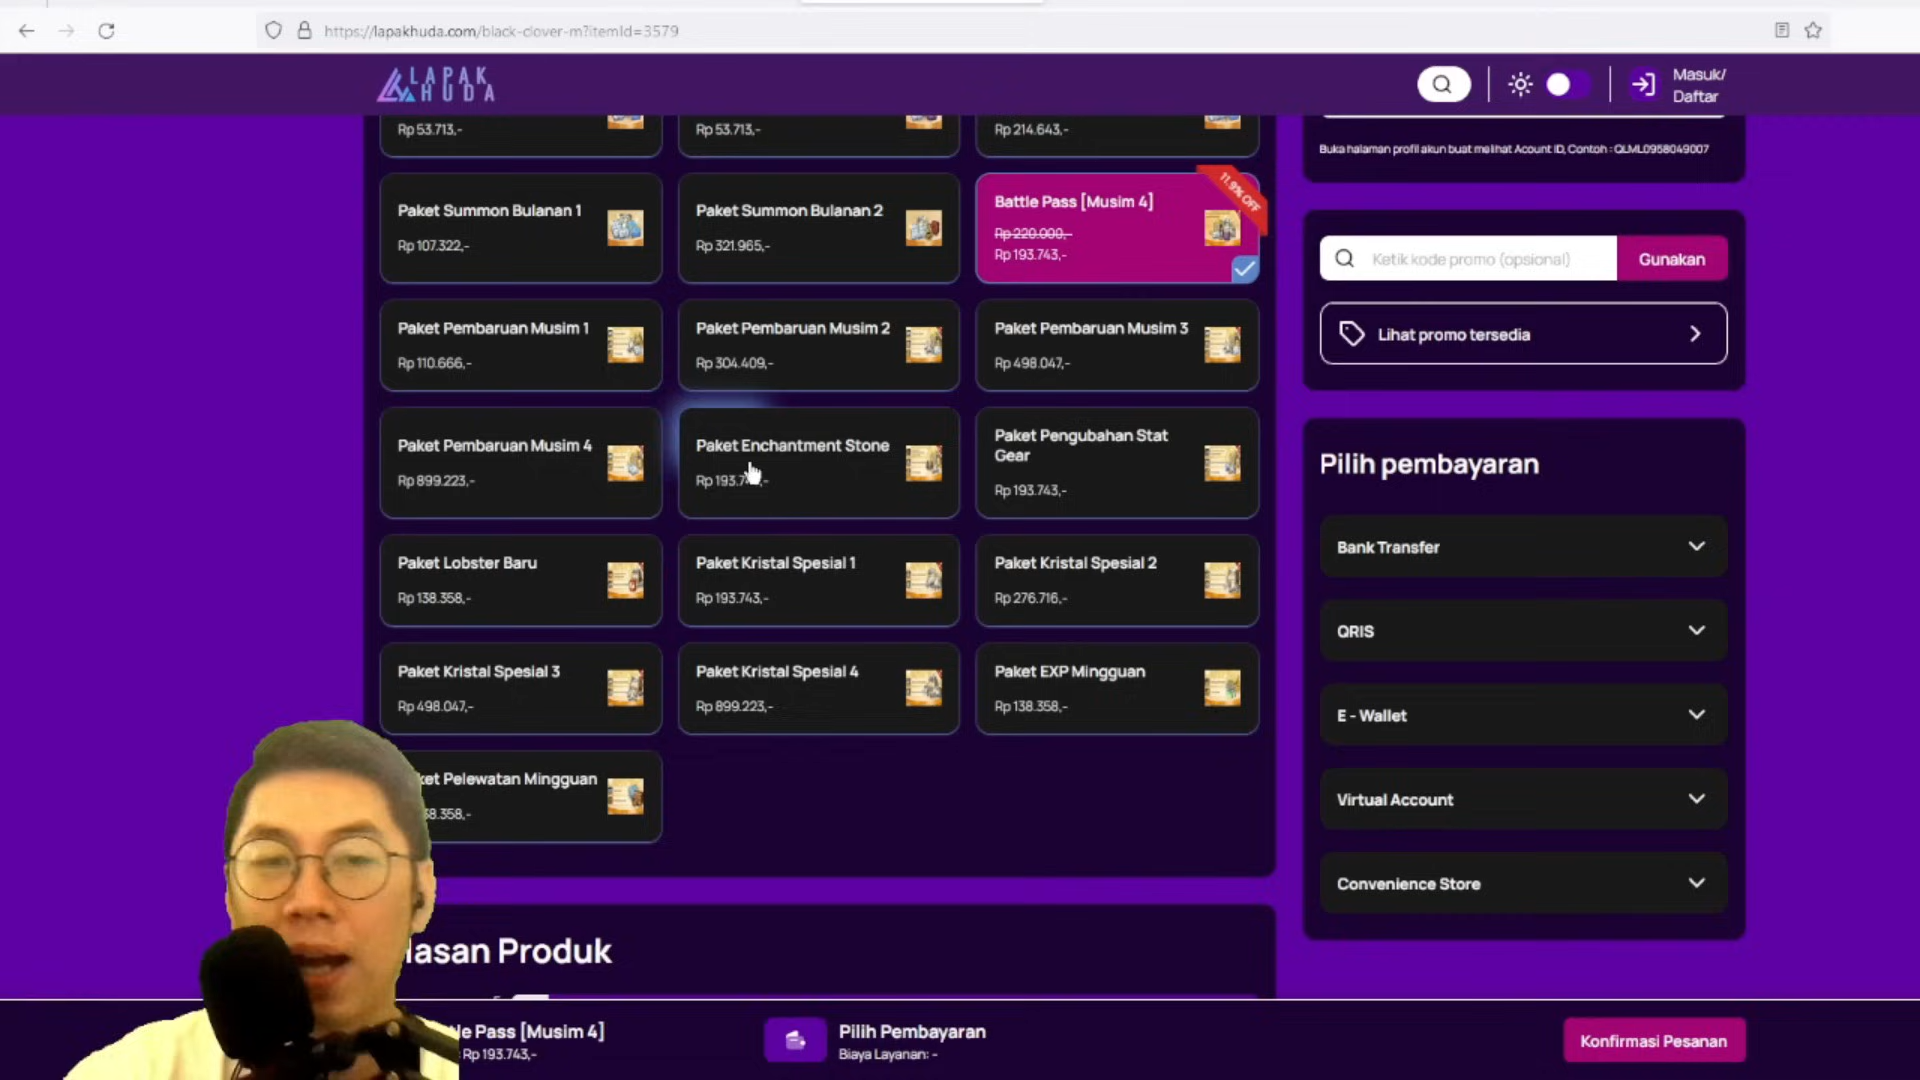 https://lapakhuda.com/black-clover-m?itemId=3579
LAPAK
HUDA
Masuk/
Daftar
Rp 53.713,-
Rp 53.713,-
Rp 214.643,-
Buka halaman profil akun buat melihat Acount ID, Contoh : QLML0958049007
Paket Summon Bulanan 1
Rp 107.322,-
Paket Summon Bulanan 2
Rp 321.965,-
Battle Pass [Musim 4]
Rp 220.000,-
Rp 193.743,-
11.9% OFF
Ketik kode promo (opsional)
Gunakan
Lihat promo tersedia
Paket Pembaruan Musim 1
Rp 110.666,-
Paket Pembaruan Musim 2
Rp 304.409,-
Paket Pembaruan Musim 3
Rp 498.047,-
Paket Pembaruan Musim 4
Rp 899.223,-
Paket Enchantment Stone
Rp 193.7
Paket Pengubahan Stat
Gear
Rp 193.743,-
Pilih pembayaran
Bank Transfer
QRIS
E - Wallet
Virtual Account
Convenience Store
Paket Lobster Baru
Rp 138.358,-
Paket Kristal Spesial 1
Rp 193.743,-
Paket Kristal Spesial 2
Rp 276.716,-
Paket Kristal Spesial 3
Rp 498.047,-
Paket Kristal Spesial 4
Rp 899.223,-
Paket EXP Mingguan
Rp 138.358,-
ket Pelewatan Mingguan
38.358,-
lasan Produk
le Pass [Musim 4]
: Rp 193.743,-
Pilih Pembayaran
Biaya Layanan: -
Konfirmasi Pesanan